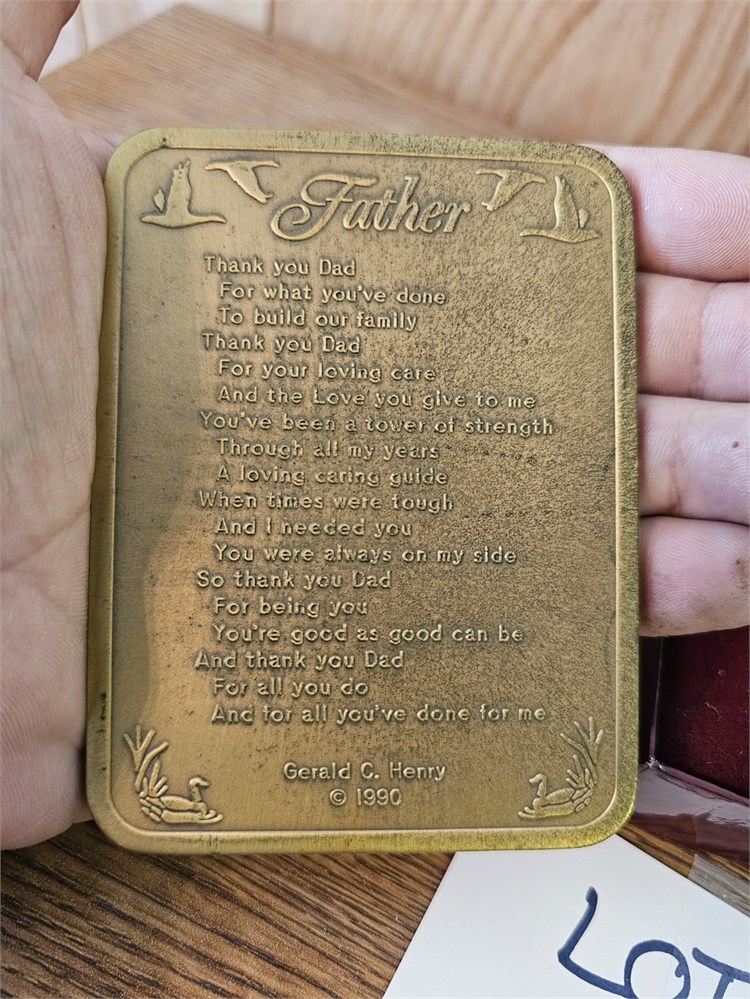 Father
Thank you Dad
For what you've done
To build our family
Thank you Dad
For your loving care
And the Love you give to me
You've been a tower of strength
Through all my years
A loving caring guide
When times were tough
And I needed you
You were always on my side
So thank you Dad
For being you
You're good as good can be
And thank you Dad
For all you do
And for all you've done for me
Gerald C. Henry
© 1990
LOT